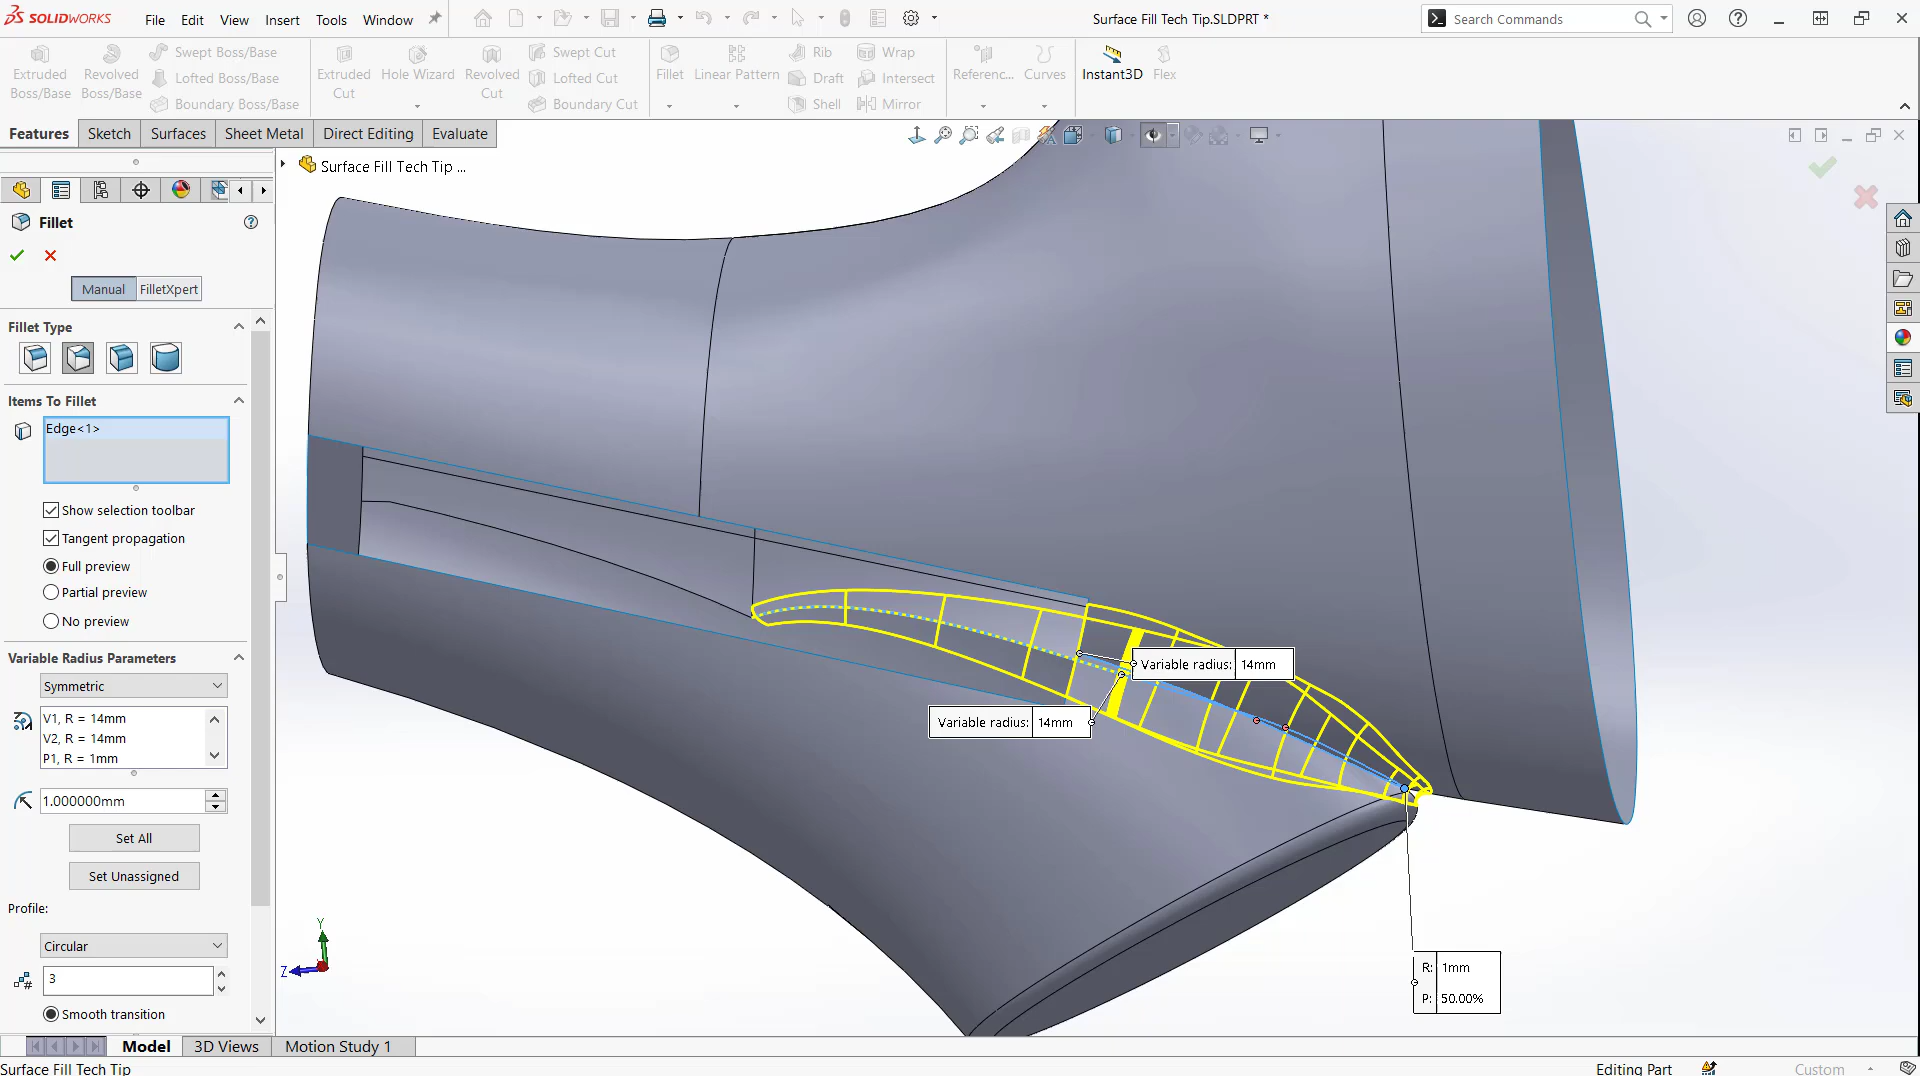 SOLIDWORKS File Edit View Insert Tools Window Surface Fill Tech Tip.SLDPRT * Search Commands
Extruded Boss/Base
Revolved Boss/Base
Swept Boss/Base
Lofted Boss/Base
Boundary Boss/Base
Extruded Cut
Hole Wizard
Revolved Cut
Swept Cut
Lofted Cut
Boundary Cut
Fillet
Linear Pattern
Rib
Draft
Shell
Wrap
Intersect
Mirror
Referenc...
Curves
Instant3D
Flex
Features Sketch Surfaces Sheet Metal Direct Editing Evaluate
Surface Fill Tech Tip ...
Fillet
Manual FilletXpert
Fillet Type
Items To Fillet
Edge<1>
Show selection toolbar
Tangent propagation
Full preview
Partial preview
No preview
Variable Radius Parameters
Symmetric
V1, R = 14mm
V2, R = 14mm
P1, R = 1mm
1.000000mm
Set All
Set Unassigned
Profile:
Circular
3
Smooth transition
Variable radius: 14mm
Variable radius: 14mm
R: 1mm
P: 50.00%
Y
Z
Model 3D Views Motion Study 1
Surface Fill Tech Tip Editing Part Custom